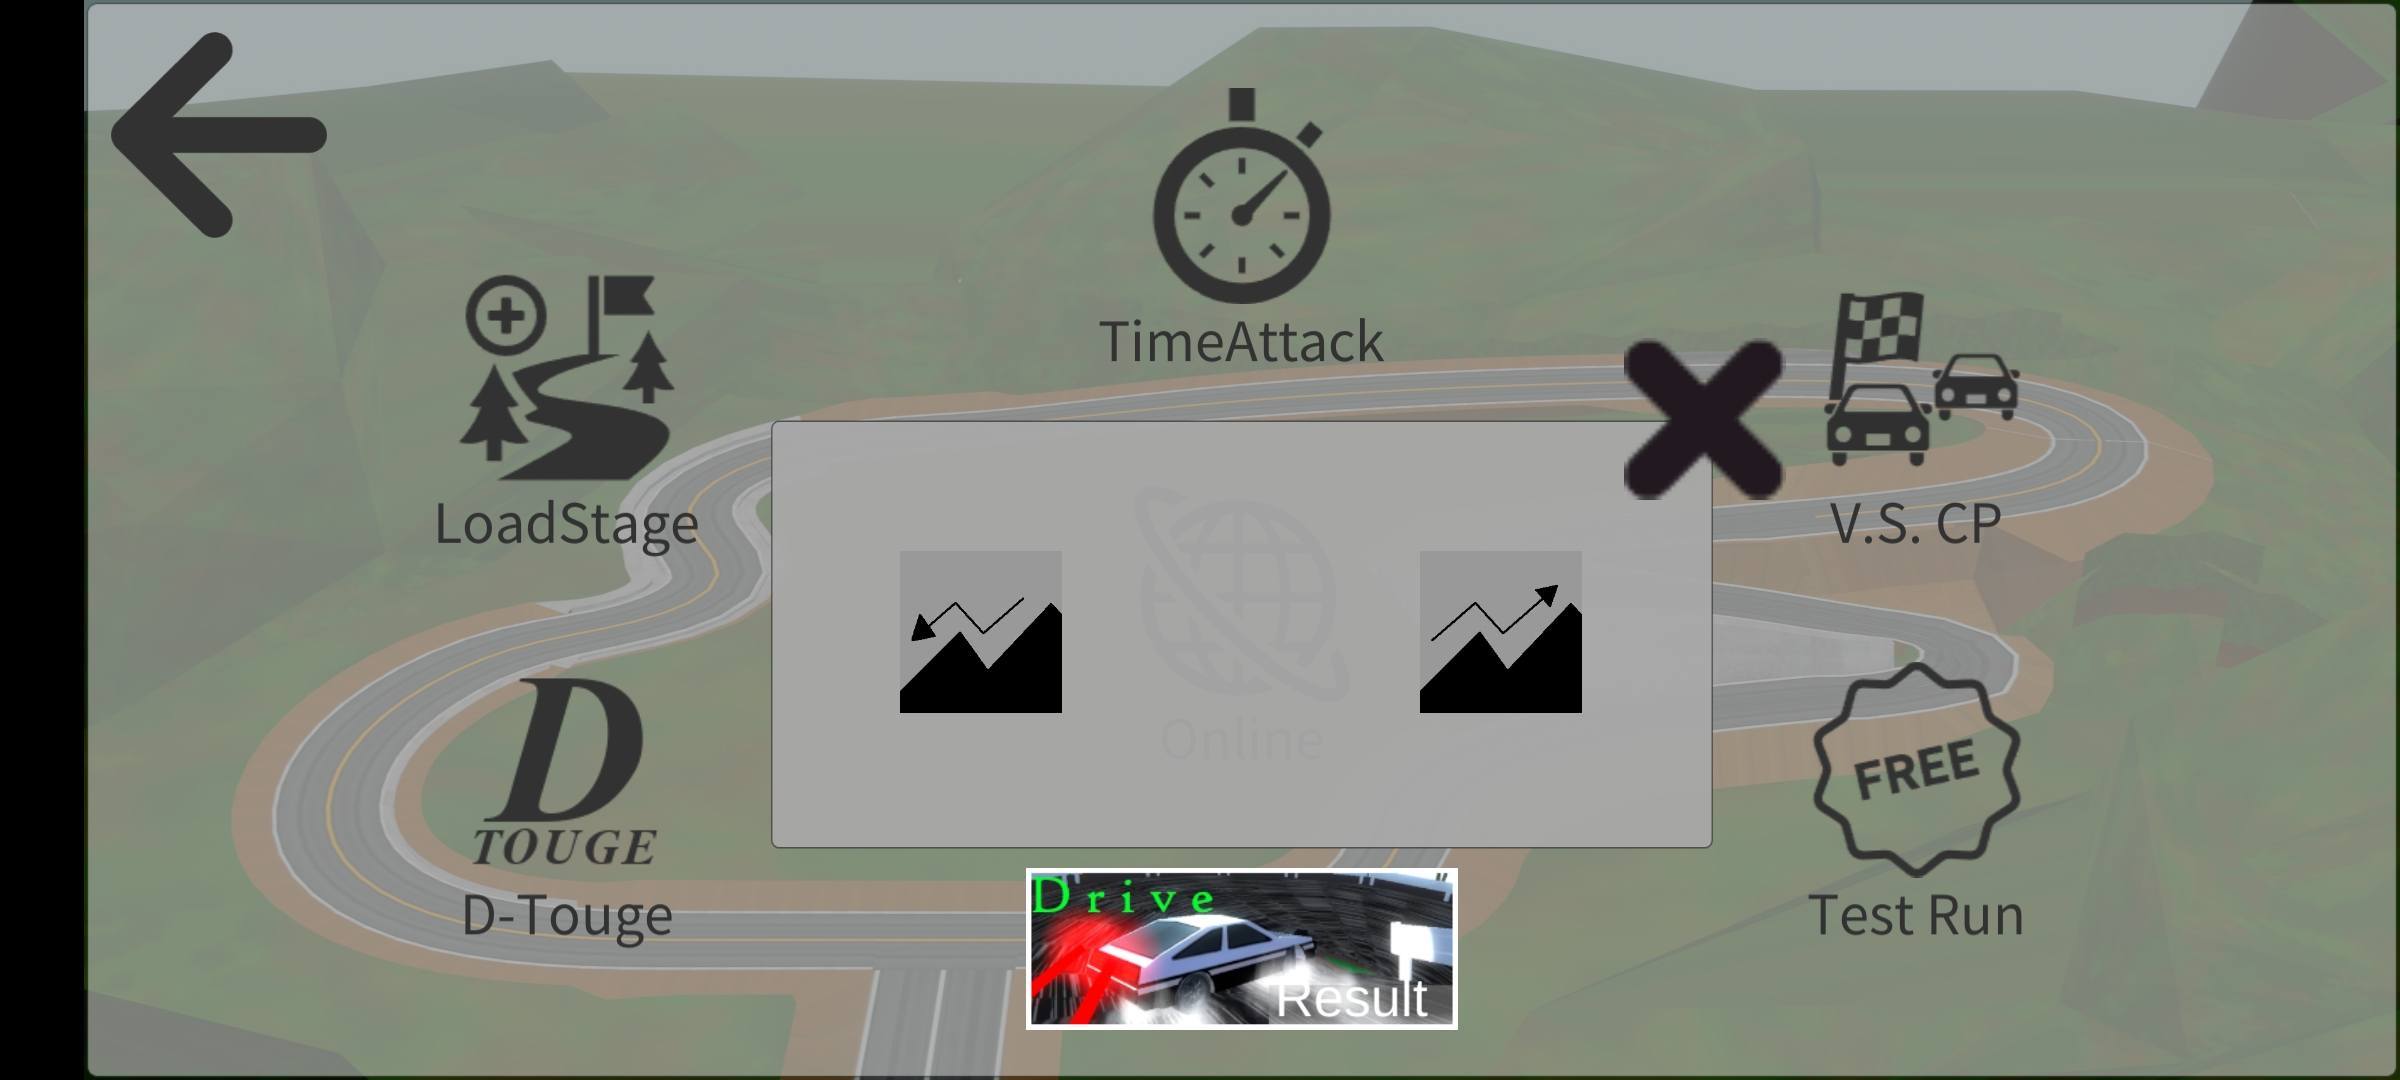 TimeAttack
LoadStage
V.S. CP
Online
D
TOUGE
D-Touge
FREE
Test Run
Drive
Result